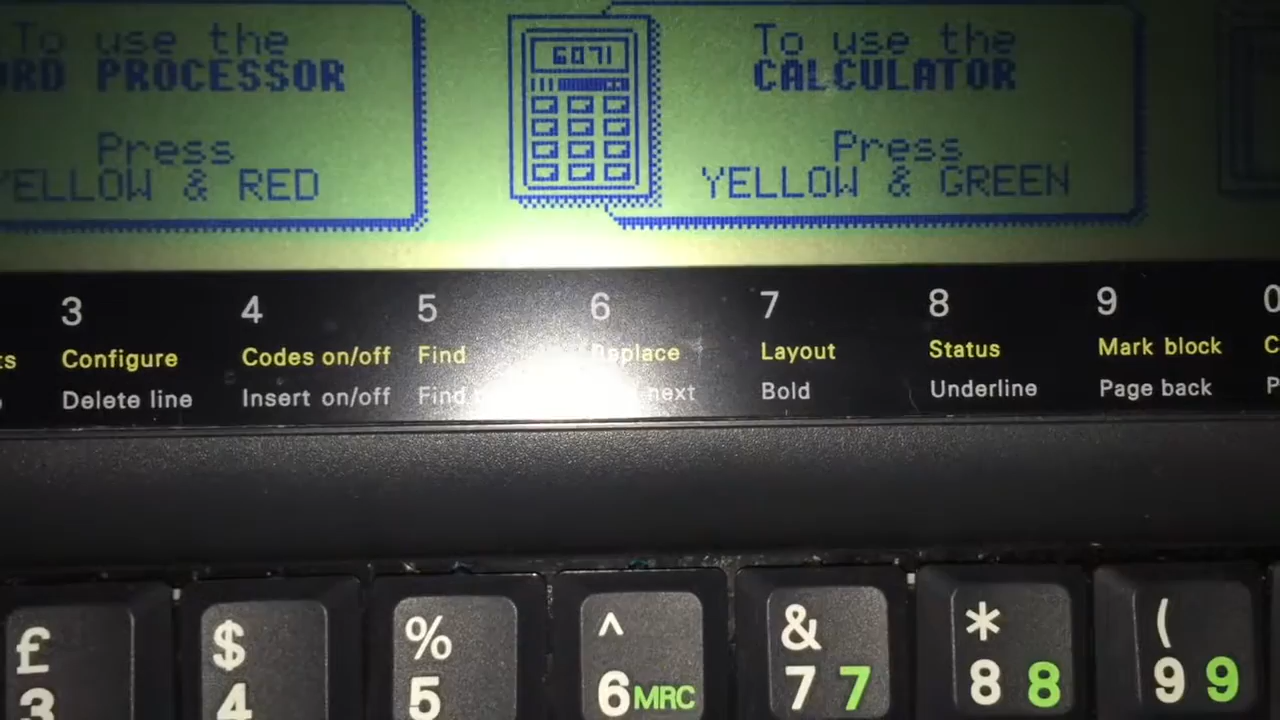 To use the
PROCESSOR
Press
YELLOW & RED
6071
To use the
CALCULATOR
Press
YELLOW & GREEN
3
Configure
Delete line
4
Codes on/off
Insert on/off
5
Find
Find
6
Replace
next
7
Layout
Bold
8
Status
Underline
9
Mark block
Page back
0
£
3
$
4
%
5
^
6 MRC
&
7 7
*
8 8
(
9 9